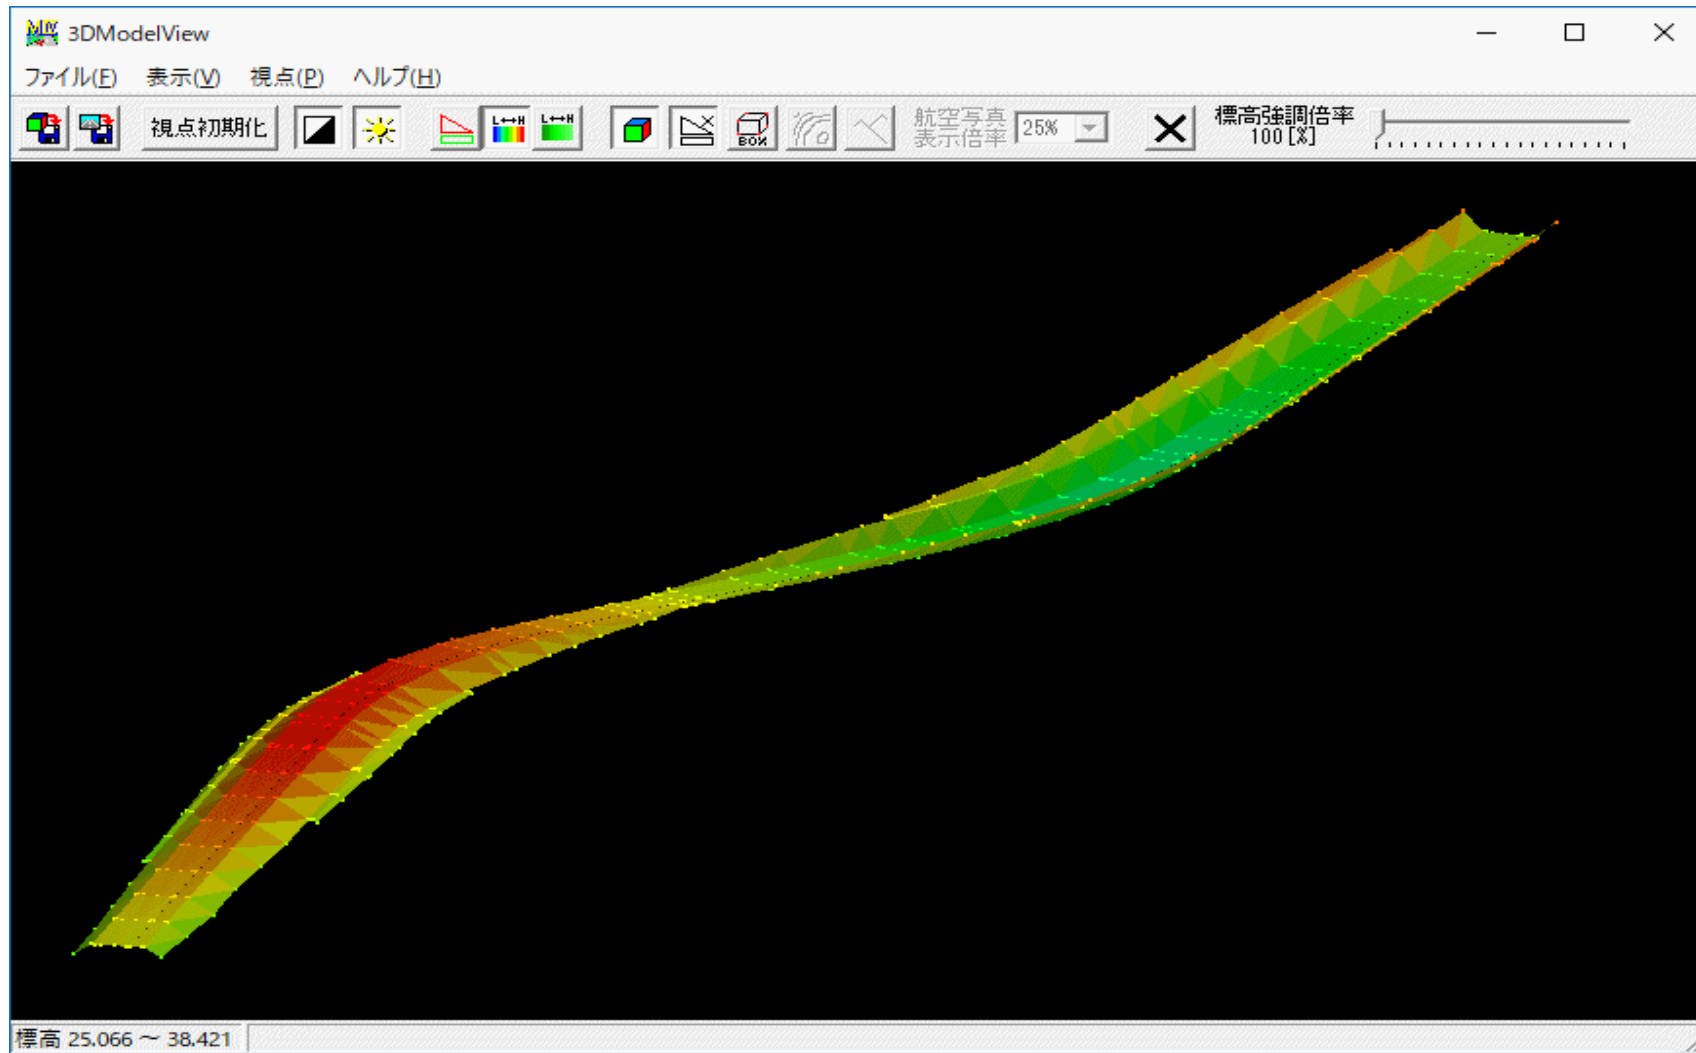 3DModelView
ファイル(F) 表示(V) 視点(P) ヘルプ(H)
視点初期化 L↔H L↔H BOX 航空写真 表示倍率 25% 標高強調倍率
100 [%]
標高 25.066 ～ 38.421